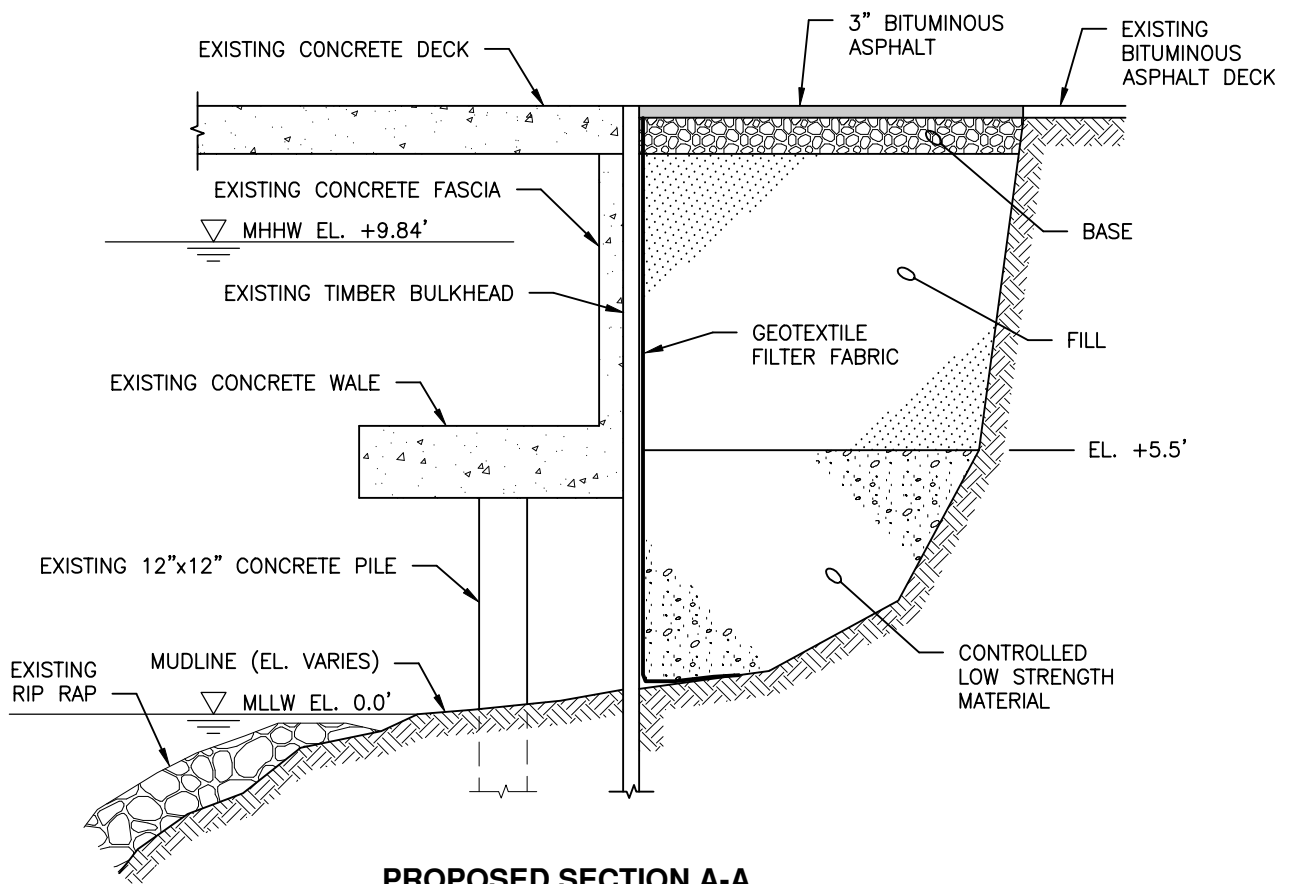 3” BITUMINOUS
ASPHALT
EXISTING
BITUMINOUS
ASPHALT DECK
EXISTING CONCRETE DECK
EXISTING CONCRETE FASCIA
MHHW EL. +9.84’
BASE
EXISTING TIMBER BULKHEAD
GEOTEXTILE
FILTER FABRIC
FILL
EXISTING CONCRETE WALE
EL. +5.5’
EXISTING 12”x12” CONCRETE PILE
MUDLINE (EL. VARIES)
EXISTING
RIP RAP
MLLW EL. 0.0’
CONTROLLED
LOW STRENGTH
MATERIAL
PROPOSED SECTION A-A